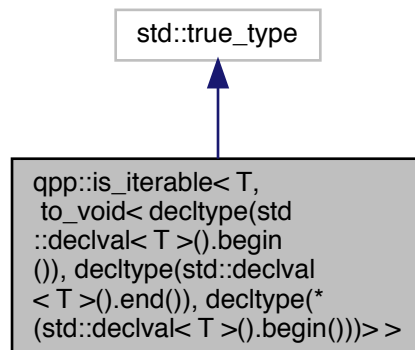 std::true_type
qpp::is_iterable< T,
to_void< decltype(std
::declval< T >().begin
()), decltype(std::declval
< T >().end()), decltype(*
(std::declval< T >().begin()))> >